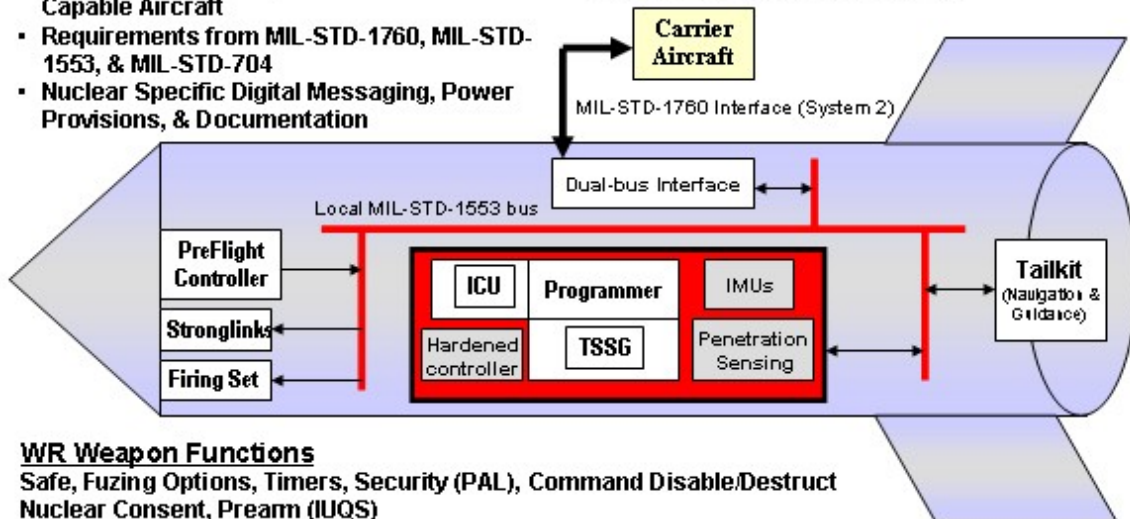 Capable Aircraft
▪ Requirements from MIL-STD-1760, MIL-STD-
1553, & MIL-STD-704
▪ Nuclear Specific Digital Messaging, Power
Provisions, & Documentation
Carrier
Aircraft
MIL-STD-1760 Interface (System 2)
Dual-bus Interface
Local MIL-STD-1553 bus
PreFlight
Controller
Stronglinks
Firing Set
ICU
Programmer
IMUs
Hardened
controller
TSSG
Penetration
Sensing
Tailkit
(Navigation &
Guidance)
WR Weapon Functions
Safe, Fuzing Options, Timers, Security (PAL), Command Disable/Destruct
Nuclear Consent, Prearm (IUQS)